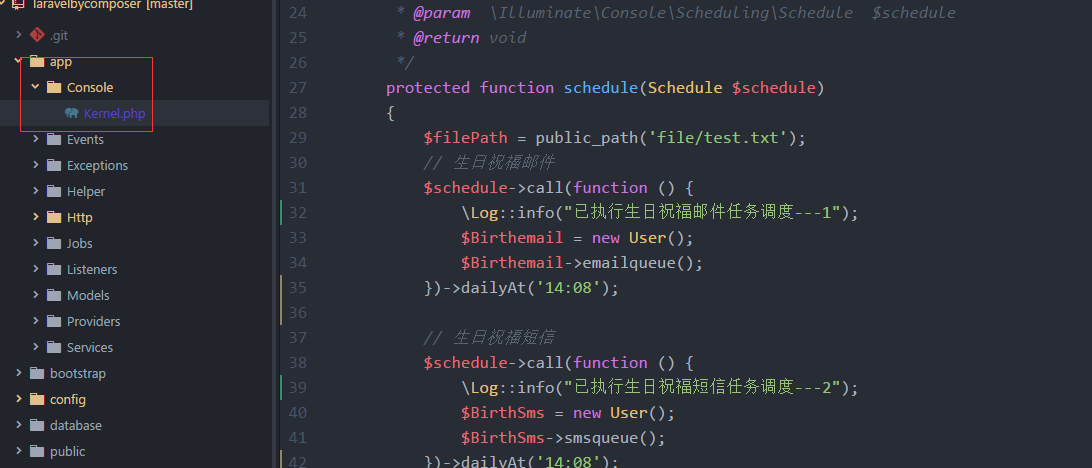 laravelbycomposer [master]
.git
app
Console
Kernel.php
Events
Exceptions
Helper
Http
Jobs
Listeners
Models
Providers
Services
bootstrap
config
database
public
24 * @param \Illuminate\Console\Scheduling\Schedule $schedule
25 * @return void
26 */
27 protected function schedule(Schedule $schedule)
28 {
29 $filePath = public_path('file/test.txt');
30 // 生日祝福邮件
31 $schedule->call(function () {
32 \Log::info("已执行生日祝福邮件任务调度---1");
33 $Birthemail = new User();
34 $Birthemail->emailqueue();
35 })->dailyAt('14:08');
36
37 // 生日祝福短信
38 $schedule->call(function () {
39 \Log::info("已执行生日祝福短信任务调度---2");
40 $BirthSms = new User();
41 $BirthSms->smsqueue();
42 })->dailyAt('14:08');